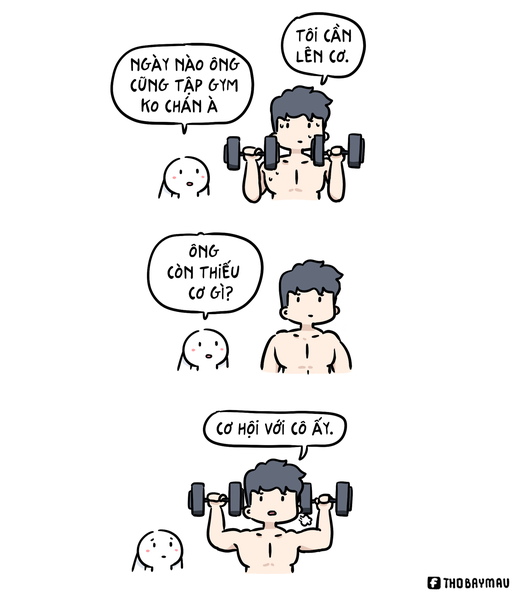 NGÀY NÀO ÔNG
CŨNG TẬP GYM
KO CHÁN À
TÔI CẦN
LÊN CƠ.
ÔNG
CÒN THIẾU
CƠ GÌ?
CƠ HỘI VỚI CÔ ẤY.
THOBAYMAU